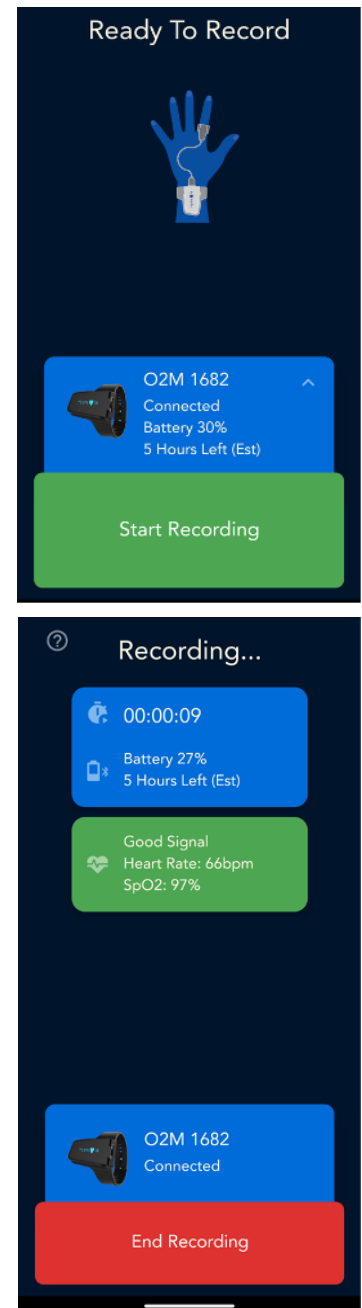 Ready To Record
O2M 1682
Connected
Battery 30%
5 Hours Left (Est)
Start Recording
?
Recording...
00:00:09
Battery 27%
5 Hours Left (Est)
Good Signal
Heart Rate: 66bpm
SpO2: 97%
O2M 1682
Connected
End Recording